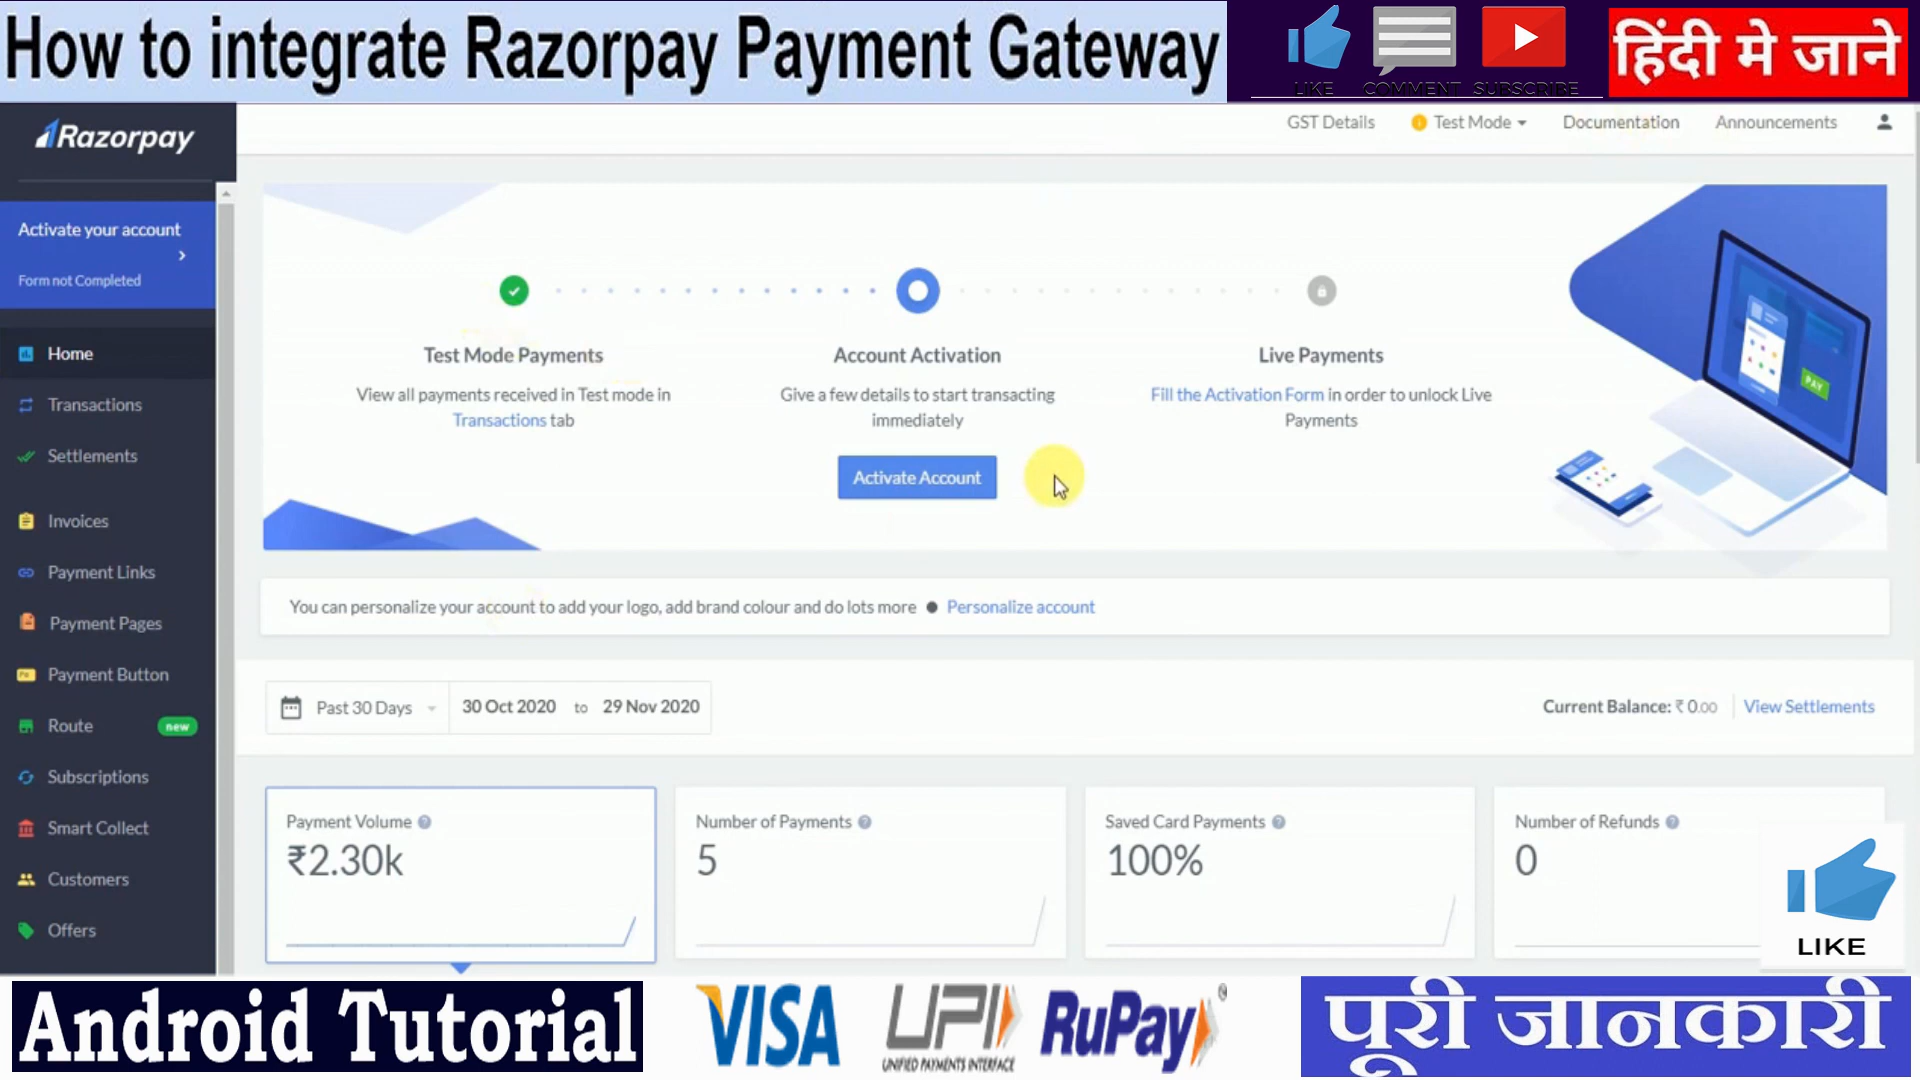 How to integrate Razorpay Payment Gateway
LIKE
COMMENT
SUBSCRIBE
हिंदी मे जाने
Razorpay
GST Details
Test Mode
Documentation
Announcements
Activate your account
Form not Completed
Home
Transactions
Settlements
Invoices
Payment Links
Payment Pages
Payment Button
Route
new
Subscriptions
Smart Collect
Customers
Offers
Test Mode Payments
View all payments received in Test mode in
Transactions tab
Account Activation
Give a few details to start transacting
immediately
Activate Account
Live Payments
Fill the Activation Form in order to unlock Live
Payments
PAY
You can personalize your account to add your logo, add brand colour and do lots more ● Personalize account
Past 30 Days
30 Oct 2020 to 29 Nov 2020
Current Balance: ₹ 0.00
View Settlements
Payment Volume
₹2.30k
Number of Payments
5
Saved Card Payments
100%
Number of Refunds
0
LIKE
Android Tutorial
VISA
UPI
UNIFIED PAYMENTS INTERFACE
RuPay
पूरी जानकारी